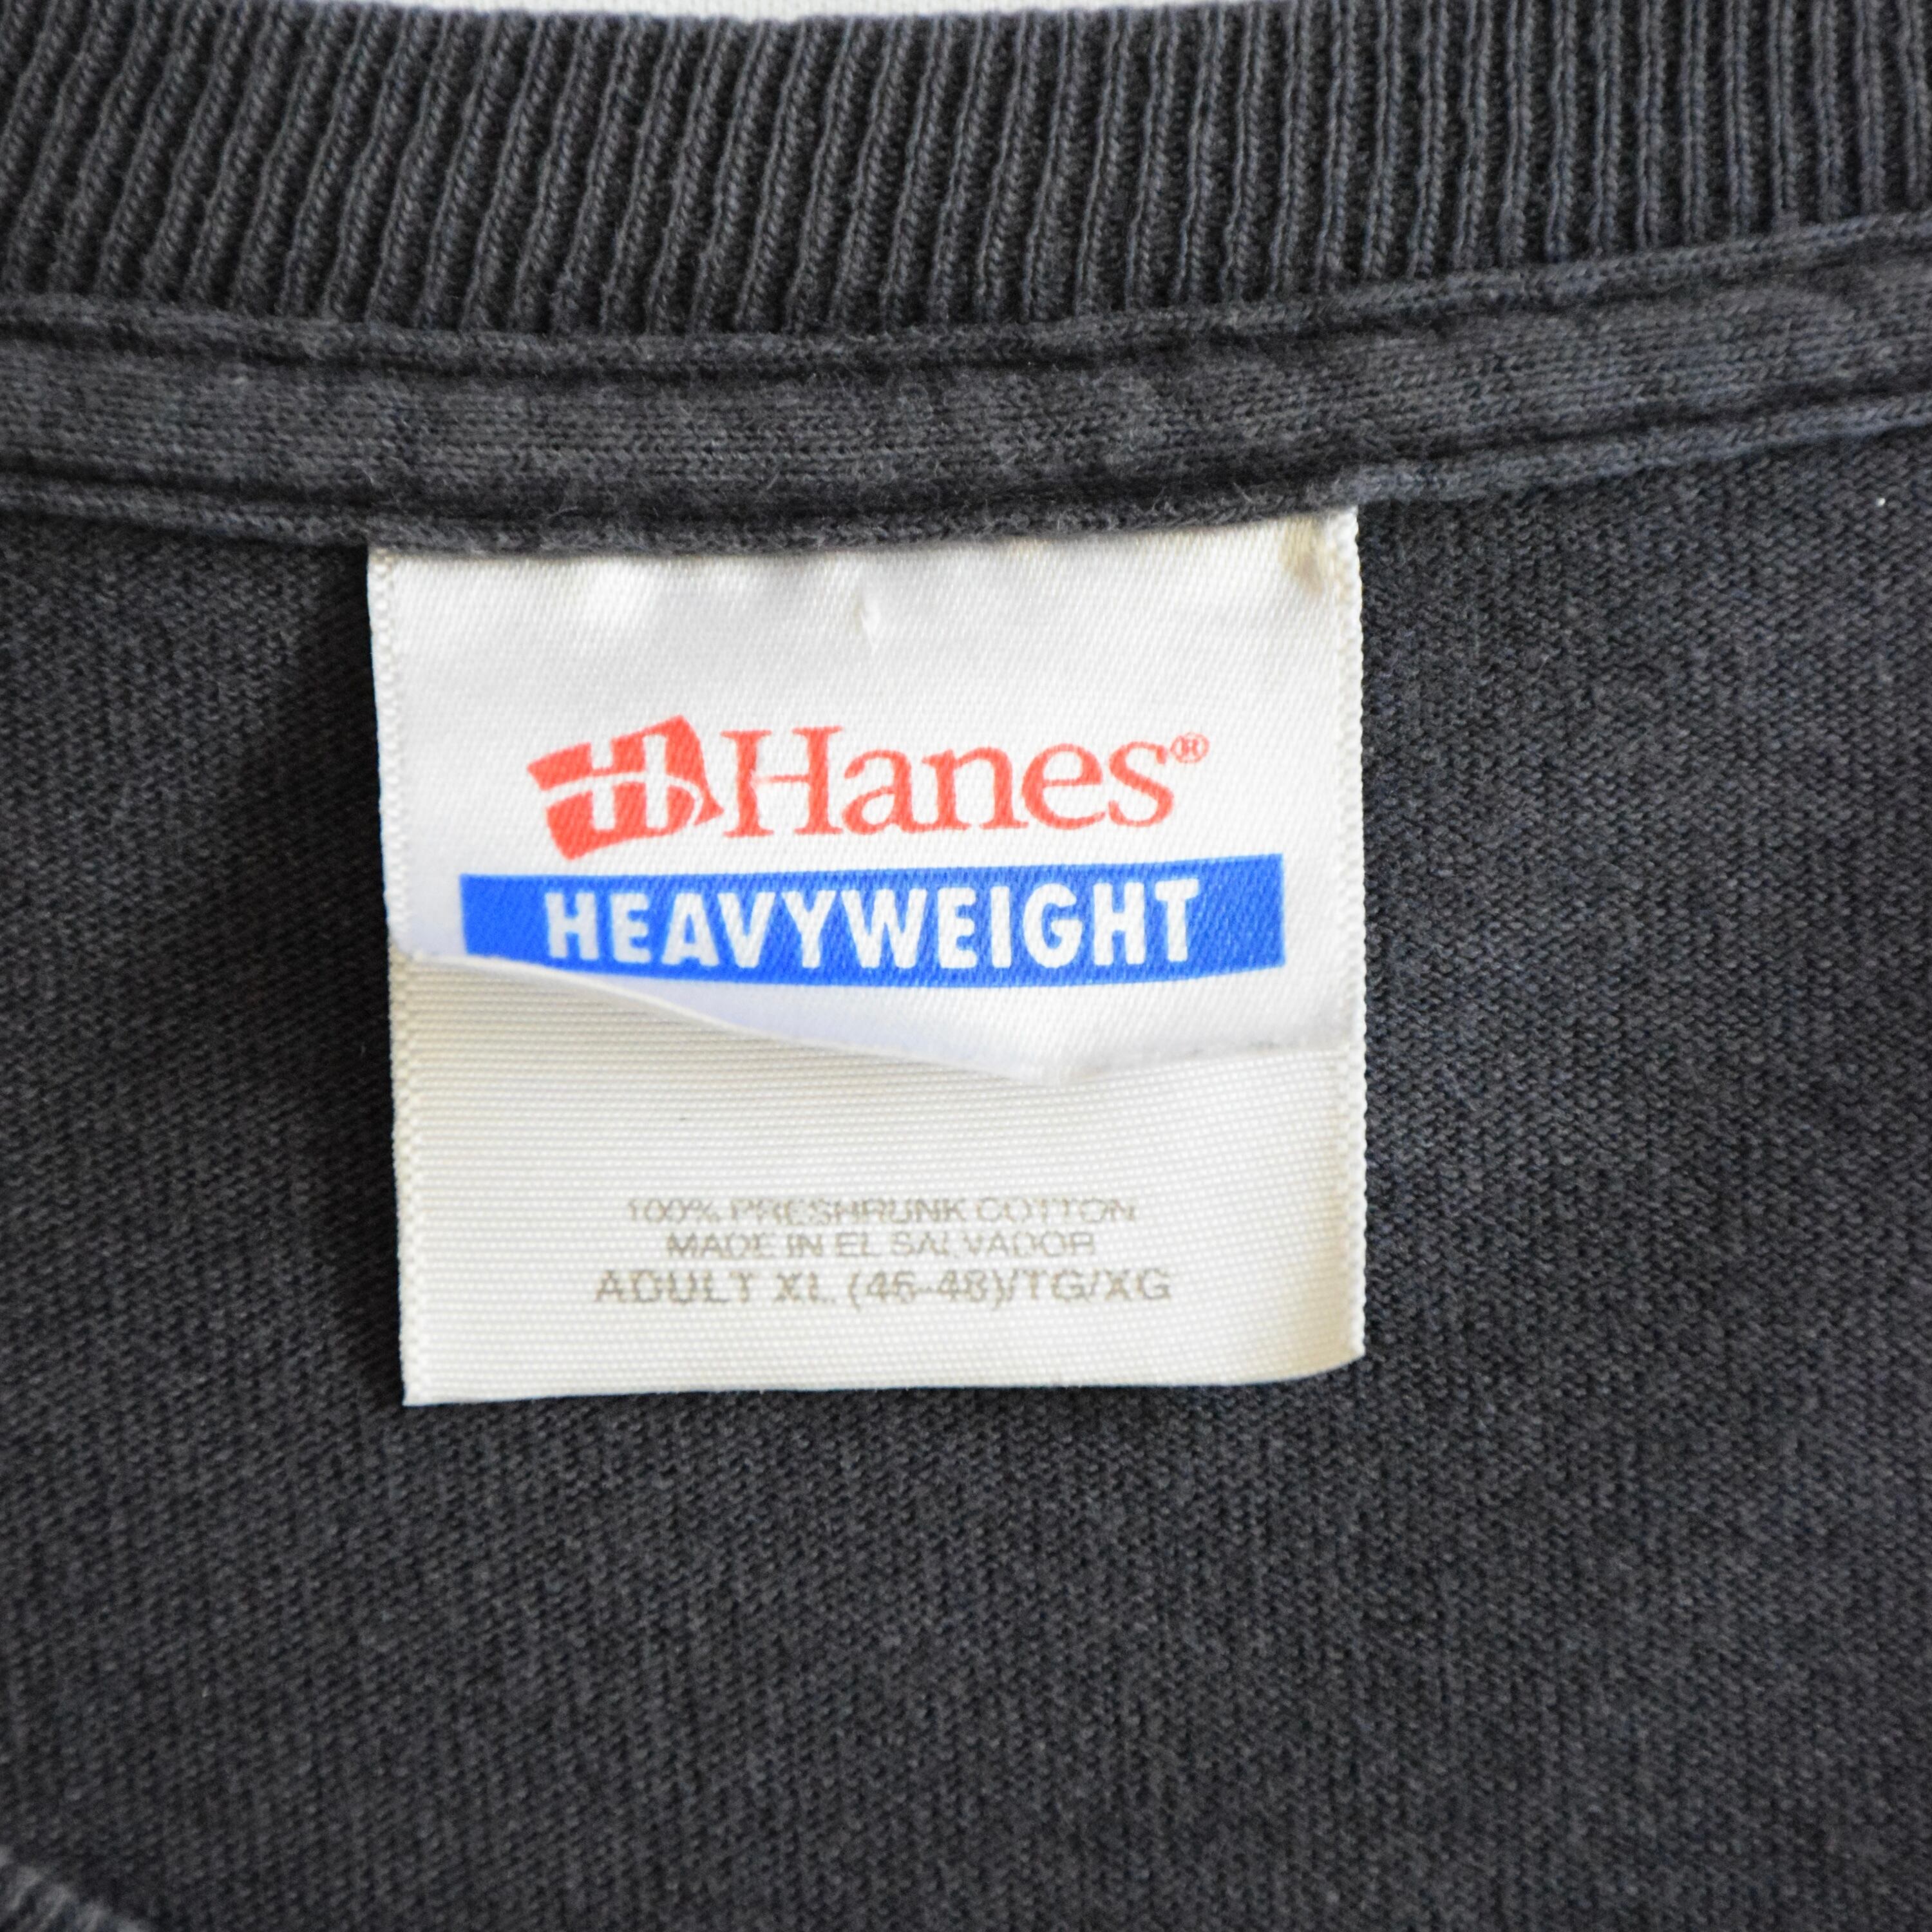 Hanes®
HEAVYWEIGHT
100% PRESHRUNK COTTON
MADE IN EL SALVADOR
ADULT XL (46-48)/TG/XG